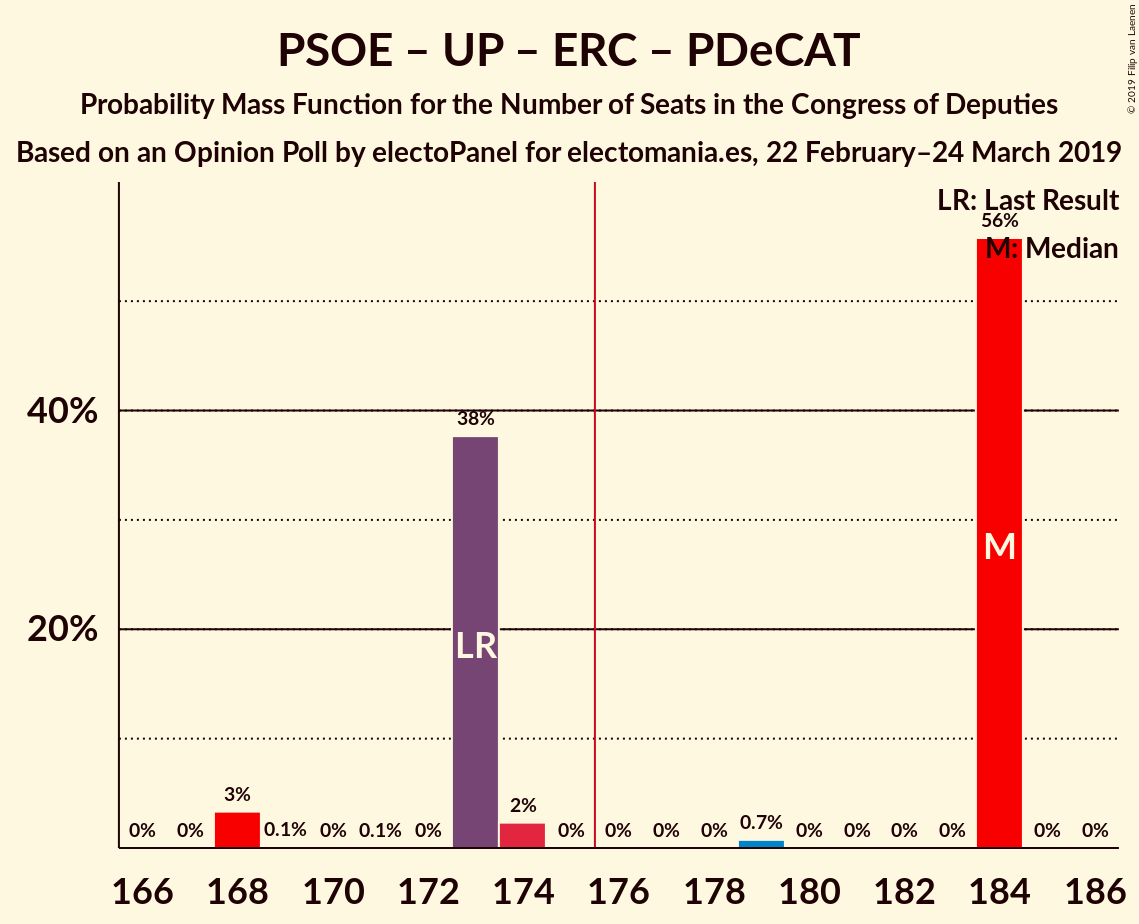 PSOE – UP – ERC – PDeCAT
Probability Mass Function for the Number of Seats in the Congress of Deputies
Based on an Opinion Poll by electoPanel for electomania.es, 22 February–24 March 2019
© 2019 Filip van Laenen
LR: Last Result
M: Median
56%
40%
38%
M
20%
LR
0% 0% 3% 0.1% 0% 0.1% 0% 2% 0% 0% 0% 0% 0.7% 0% 0% 0% 0% 0% 0%
166 168 170 172 174 176 178 180 182 184 186